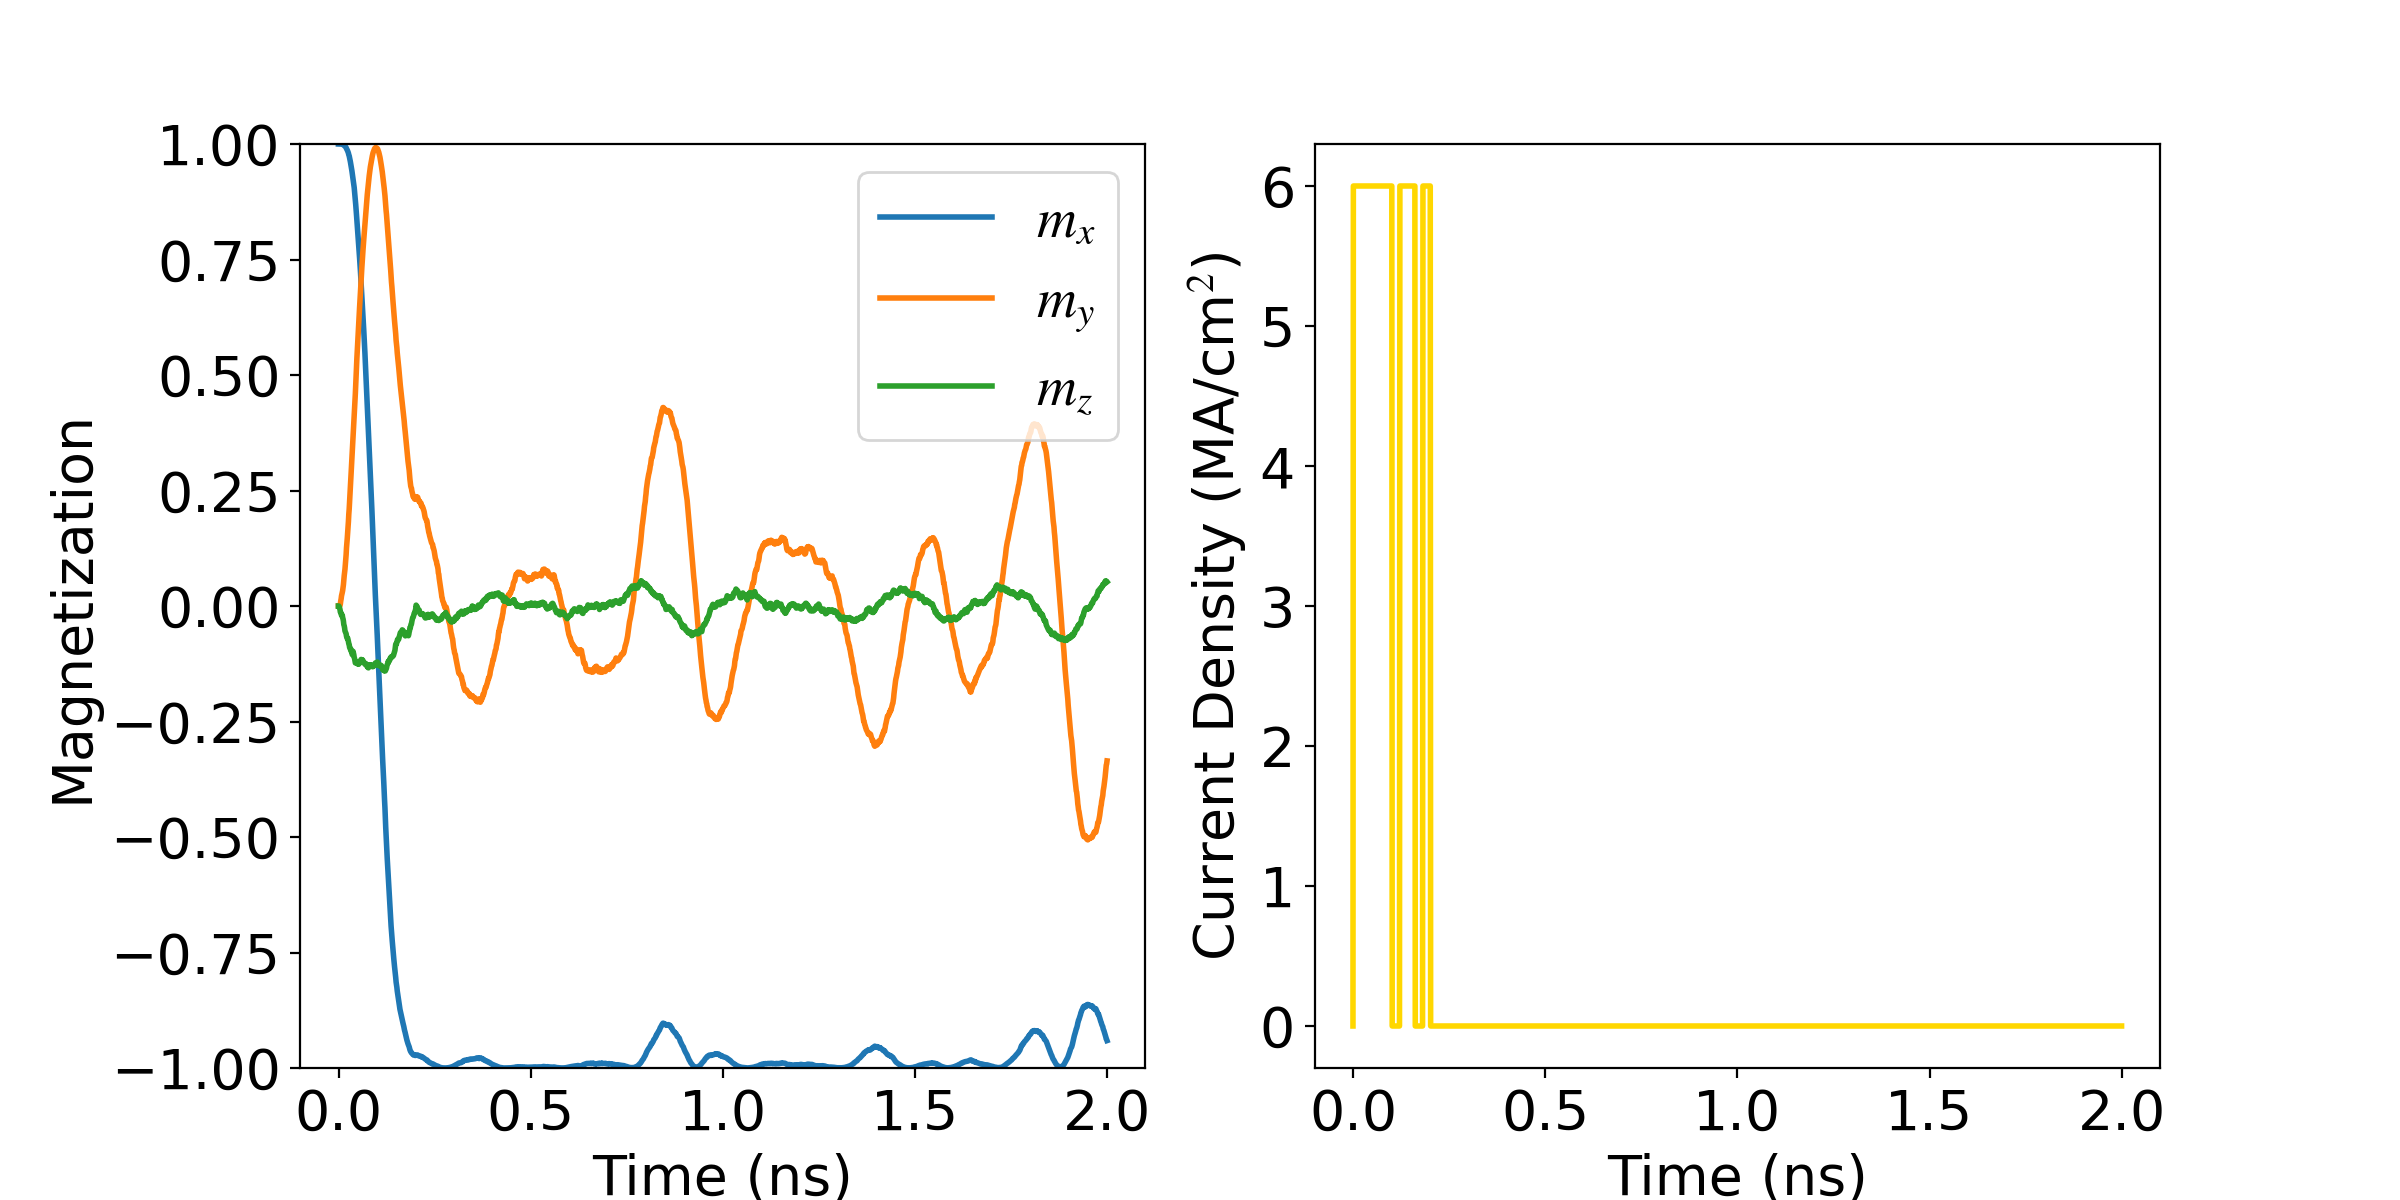 1.00
0.75
0.50
0.25
0.00
−0.25
−0.50
−0.75
−1.00
Magnetization
0.0 0.5 1.0 1.5 2.0
Time (ns)
m_x
m_y
m_z
6
5
4
3
2
1
0
Current Density (MA/cm²)
0.0 0.5 1.0 1.5 2.0
Time (ns)